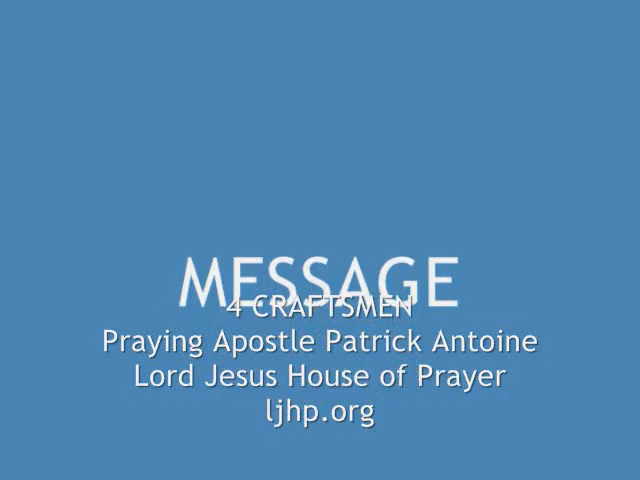 MESSAGE
4 CRAFTSMEN
Praying Apostle Patrick Antoine
Lord Jesus House of Prayer
ljhp.org